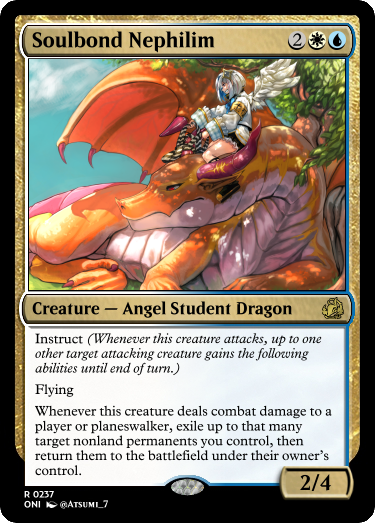 Soulbond Nephilim 2
Creature — Angel Student Dragon
Instruct (Whenever this creature attacks, up to one
other target attacking creature gains the following
abilities until end of turn.)
Flying
Whenever this creature deals combat damage to a
player or planeswalker, exile up to that many
target nonland permanents you control, then
return them to the battlefield under their owner's
control.
2/4
R 0237
ONI @Atsumi_7